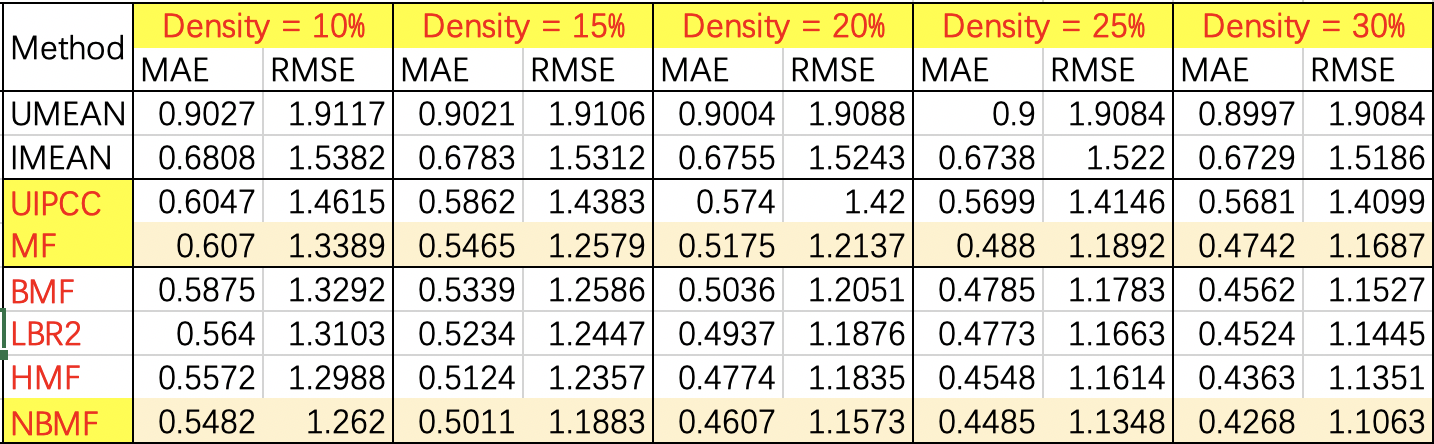 Method Density = 10% Density = 15% Density = 20% Density = 25% Density = 30%
MAE RMSE MAE RMSE MAE RMSE MAE RMSE MAE RMSE
UMEAN 0.9027 1.9117 0.9021 1.9106 0.9004 1.9088 0.9 1.9084 0.8997 1.9084
IMEAN 0.6808 1.5382 0.6783 1.5312 0.6755 1.5243 0.6738 1.522 0.6729 1.5186
UIPCC 0.6047 1.4615 0.5862 1.4383 0.574 1.42 0.5699 1.4146 0.5681 1.4099
MF 0.607 1.3389 0.5465 1.2579 0.5175 1.2137 0.488 1.1892 0.4742 1.1687
BMF 0.5875 1.3292 0.5339 1.2586 0.5036 1.2051 0.4785 1.1783 0.4562 1.1527
LBR2 0.564 1.3103 0.5234 1.2447 0.4937 1.1876 0.4773 1.1663 0.4524 1.1445
HMF 0.5572 1.2988 0.5124 1.2357 0.4774 1.1835 0.4548 1.1614 0.4363 1.1351
NBMF 0.5482 1.262 0.5011 1.1883 0.4607 1.1573 0.4485 1.1348 0.4268 1.1063